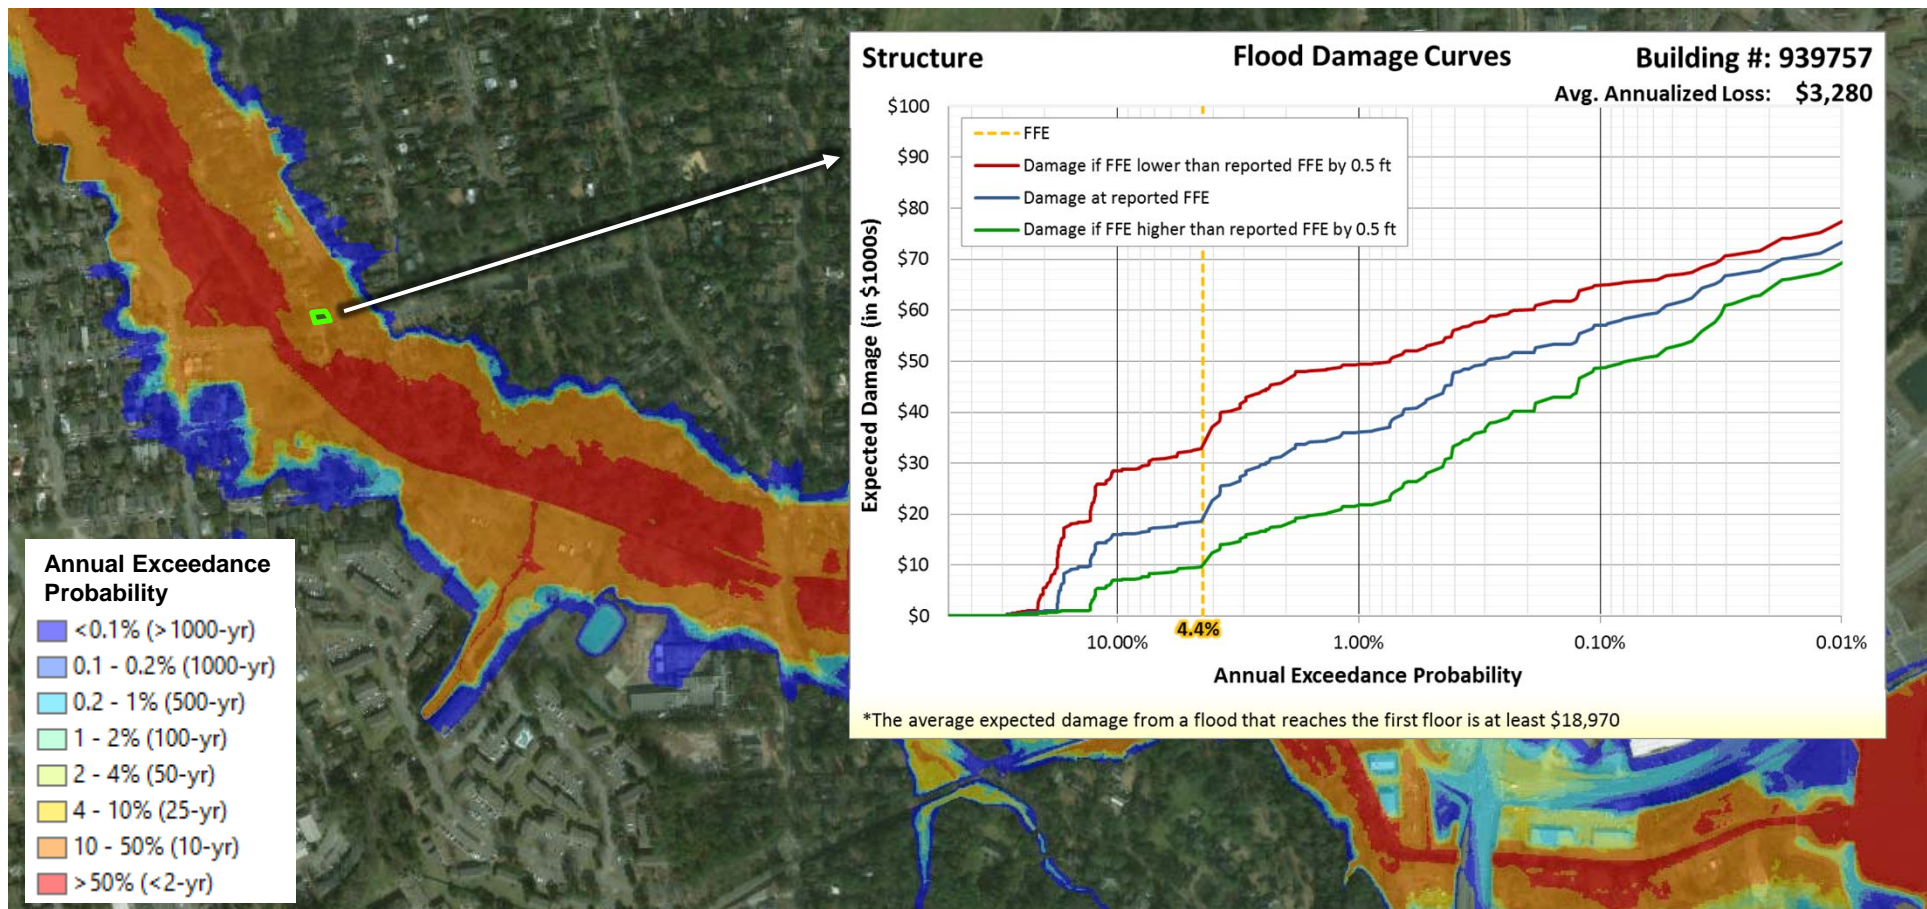 Structure
Flood Damage Curves
Building #: 939757
Avg. Annualized Loss: $3,280
$100
$90
$80
$70
$60
$50
$40
$30
$20
$10
$0
Expected Damage (in $1000s)
FFE
Damage if FFE lower than reported FFE by 0.5 ft
Damage at reported FFE
Damage if FFE higher than reported FFE by 0.5 ft
4.4%
10.00%
1.00%
0.10%
0.01%
Annual Exceedance Probability
*The average expected damage from a flood that reaches the first floor is at least $18,970
Annual Exceedance
Probability
<0.1% (>1000-yr)
0.1 - 0.2% (1000-yr)
0.2 - 1% (500-yr)
1 - 2% (100-yr)
2 - 4% (50-yr)
4 - 10% (25-yr)
10 - 50% (10-yr)
>50% (<2-yr)